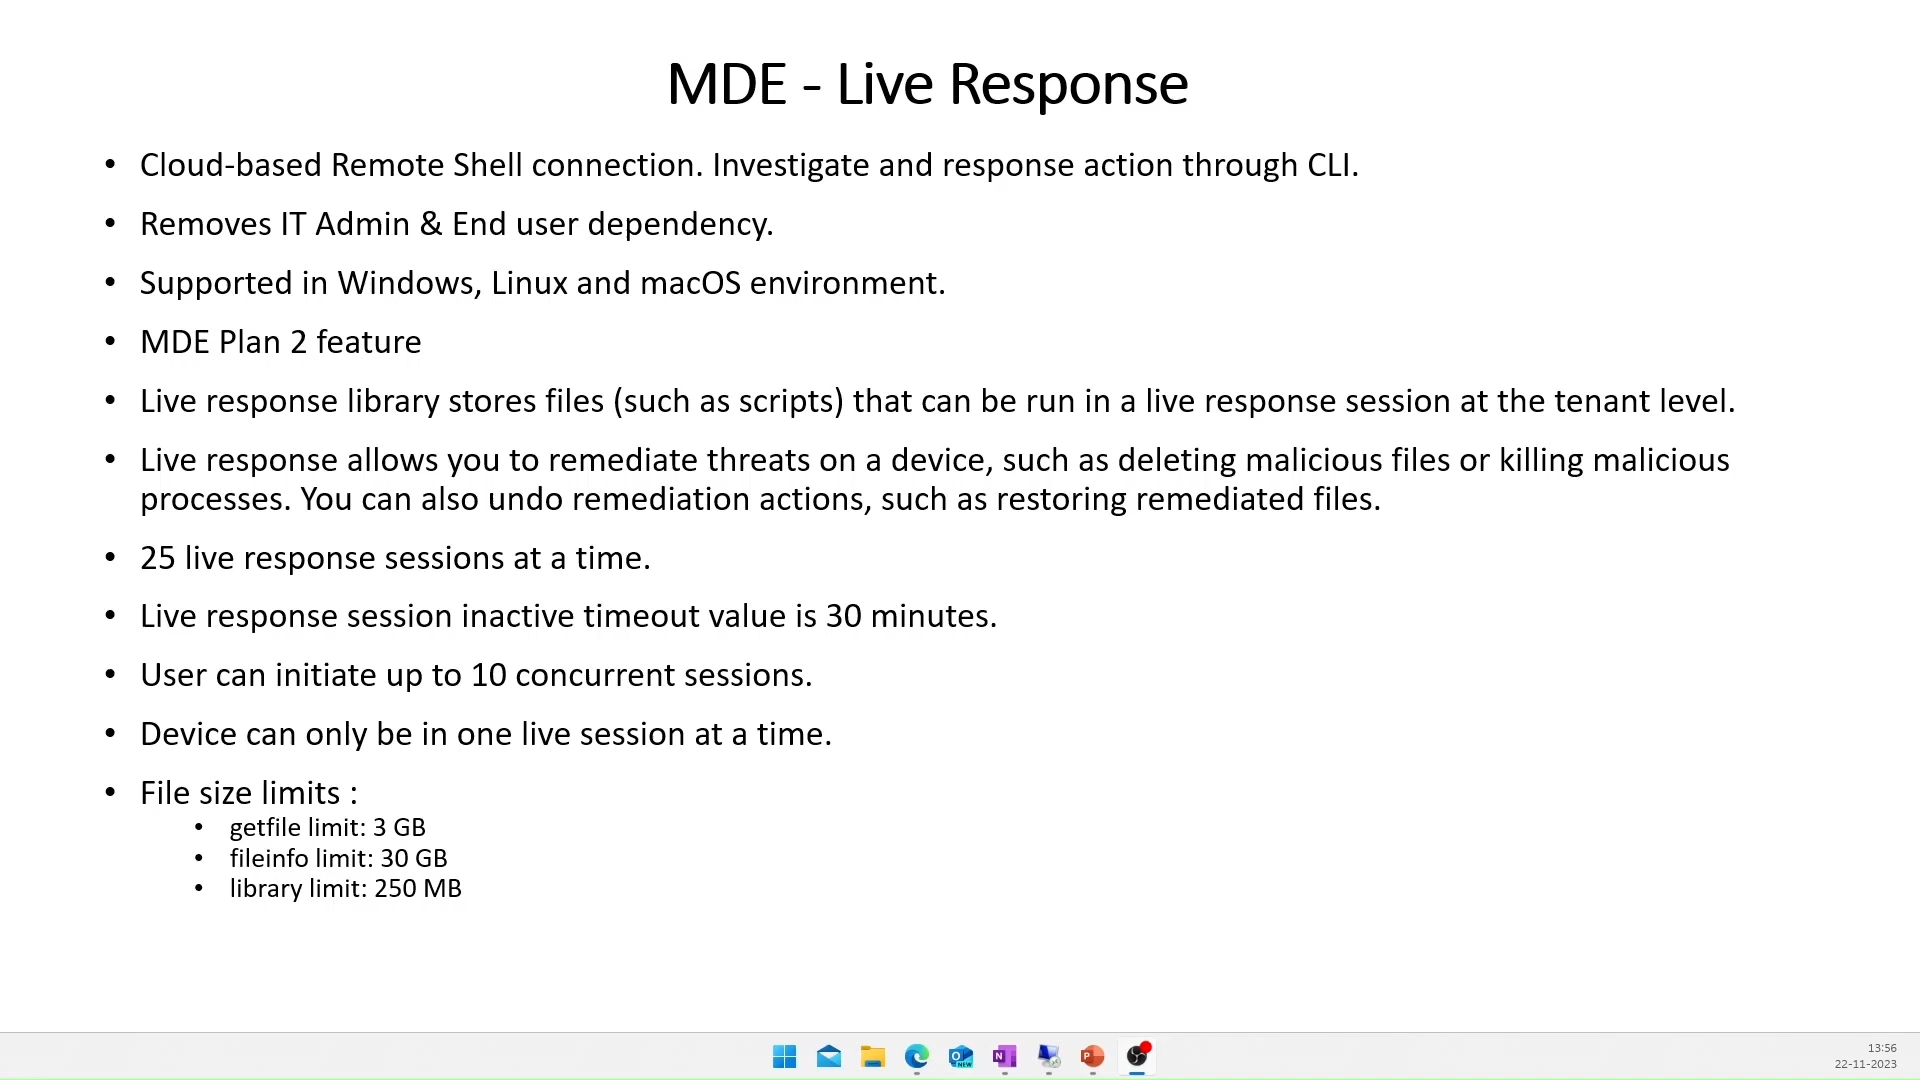 MDE - Live Response
• Cloud-based Remote Shell connection. Investigate and response action through CLI.
• Removes IT Admin & End user dependency.
• Supported in Windows, Linux and macOS environment.
• MDE Plan 2 feature
• Live response library stores files (such as scripts) that can be run in a live response session at the tenant level.
• Live response allows you to remediate threats on a device, such as deleting malicious files or killing malicious
processes. You can also undo remediation actions, such as restoring remediated files.
• 25 live response sessions at a time.
• Live response session inactive timeout value is 30 minutes.
• User can initiate up to 10 concurrent sessions.
• Device can only be in one live session at a time.
• File size limits :
• getfile limit: 3 GB
• fileinfo limit: 30 GB
• library limit: 250 MB
13:56
22-11-2023